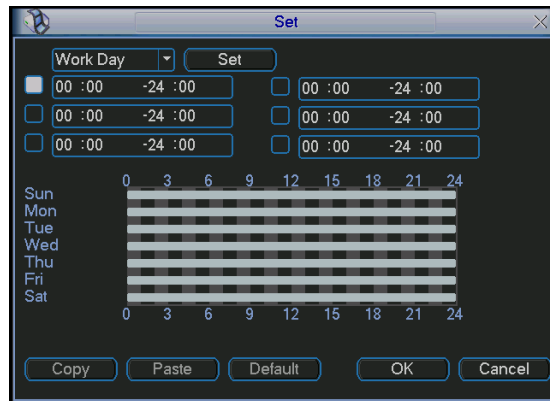 Set
Work Day Set
00 :00 -24 :00 00 :00 -24 :00
00 :00 -24 :00 00 :00 -24 :00
00 :00 -24 :00 00 :00 -24 :00
0 3 6 9 12 15 18 21 24
Sun
Mon
Tue
Wed
Thu
Fri
Sat
0 3 6 9 12 15 18 21 24
Copy Paste Default OK Cancel